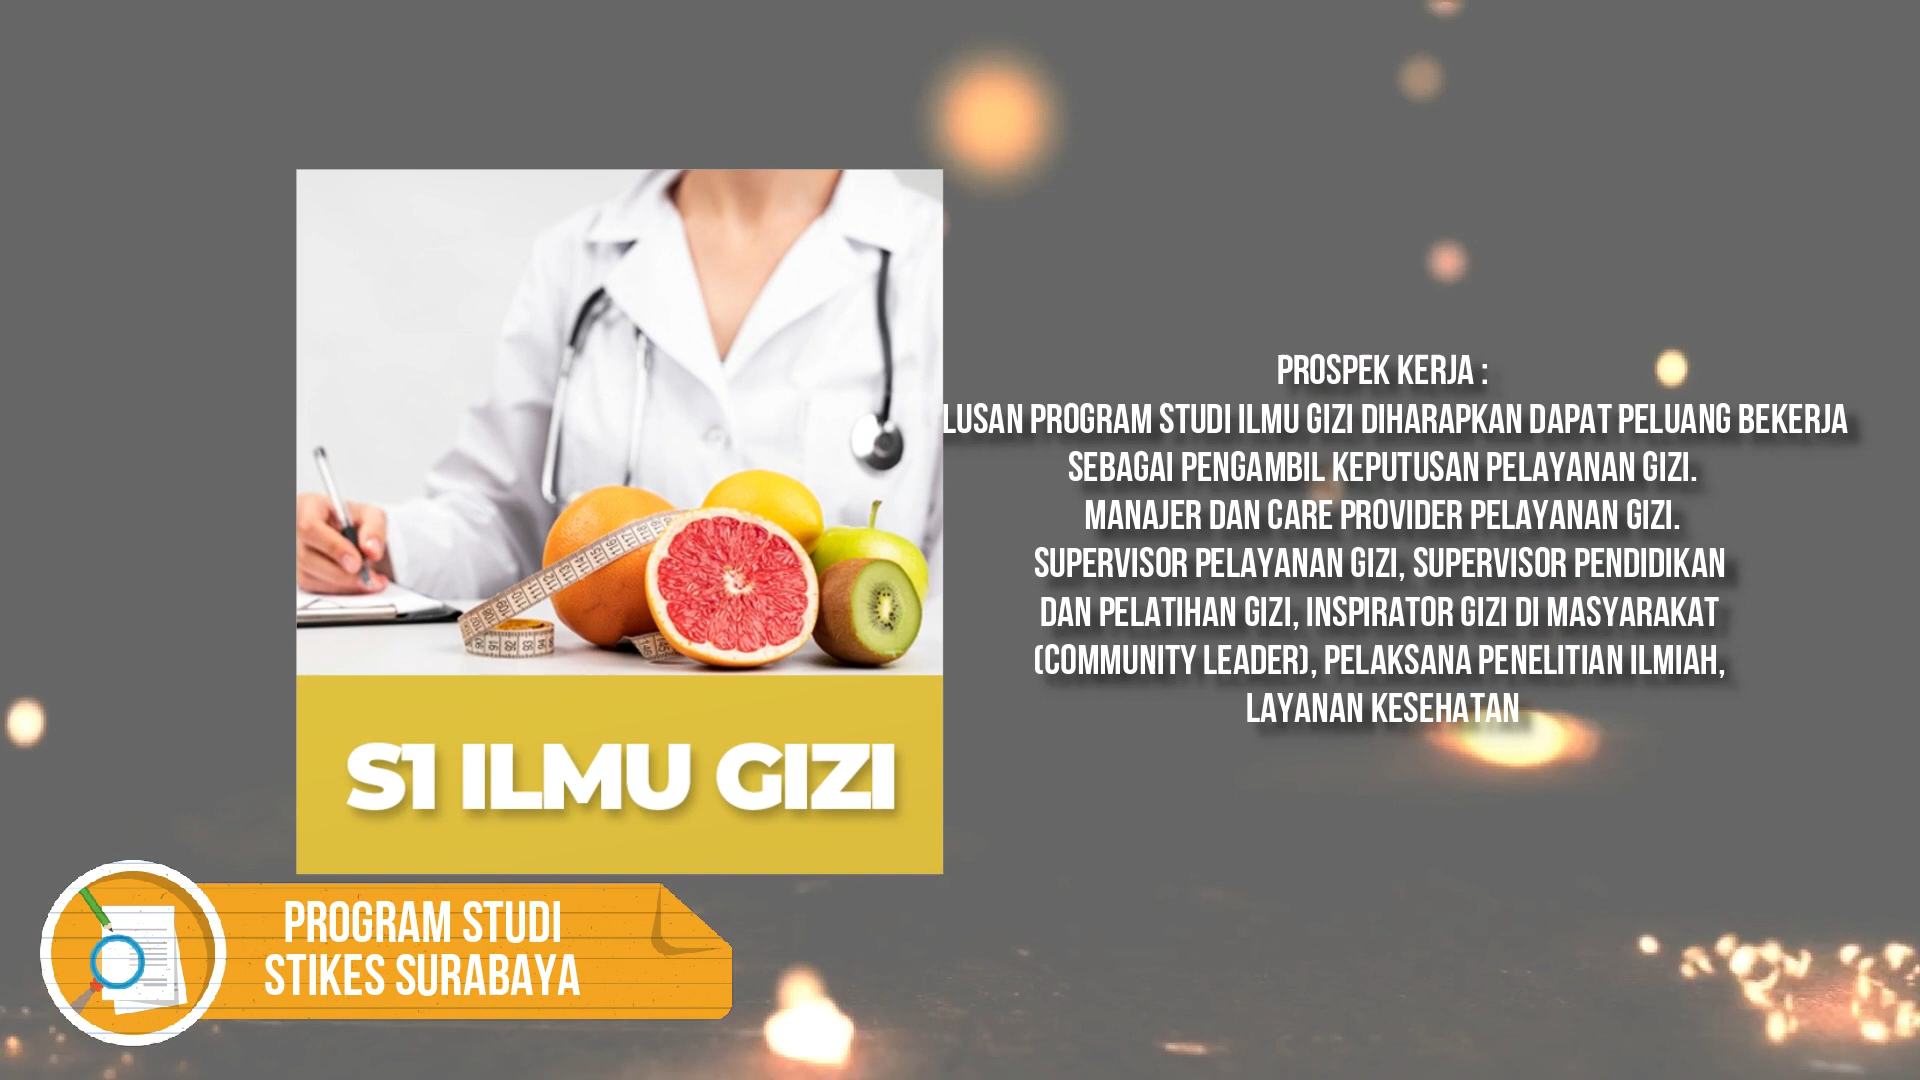 PROSPEK KERJA :
LUSAN PROGRAM STUDI ILMU GIZI DIHARAPKAN DAPAT PELUANG BEKERJA
SEBAGAI PENGAMBIL KEPUTUSAN PELAYANAN GIZI.
MANAJER DAN CARE PROVIDER PELAYANAN GIZI.
SUPERVISOR PELAYANAN GIZI, SUPERVISOR PENDIDIKAN
DAN PELATIHAN GIZI, INSPIRATOR GIZI DI MASYARAKAT
(COMMUNITY LEADER), PELAKSANA PENELITIAN ILMIAH,
LAYANAN KESEHATAN
S1 ILMU GIZI
PROGRAM STUDI
STIKES SURABAYA